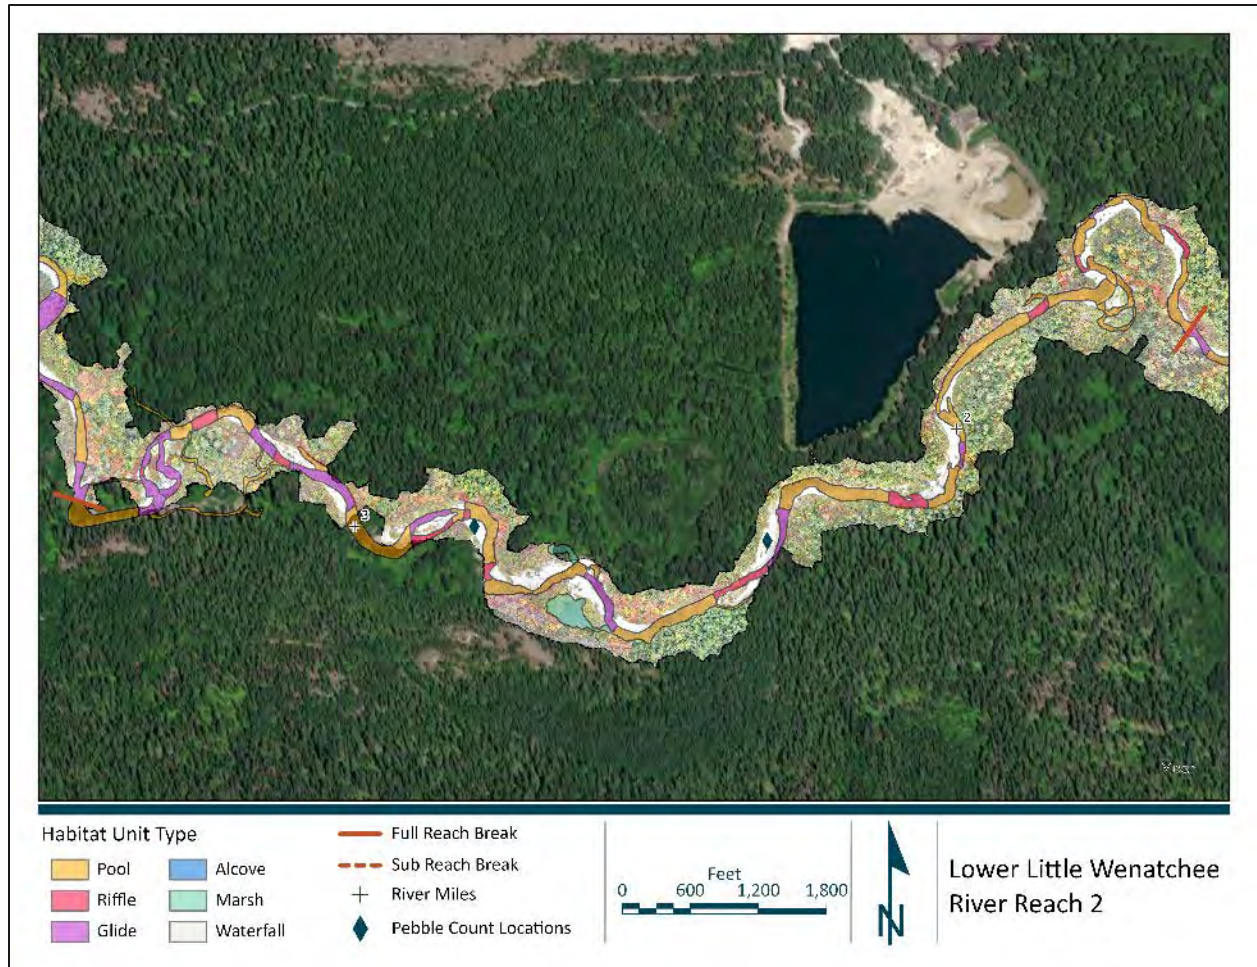 2
3
Habitat Unit Type
Pool
Riffle
Glide
Alcove
Marsh
Waterfall
Full Reach Break
Sub Reach Break
River Miles
Pebble Count Locations
Feet
0 600 1,200 1,800
N
Lower Little Wenatchee
River Reach 2